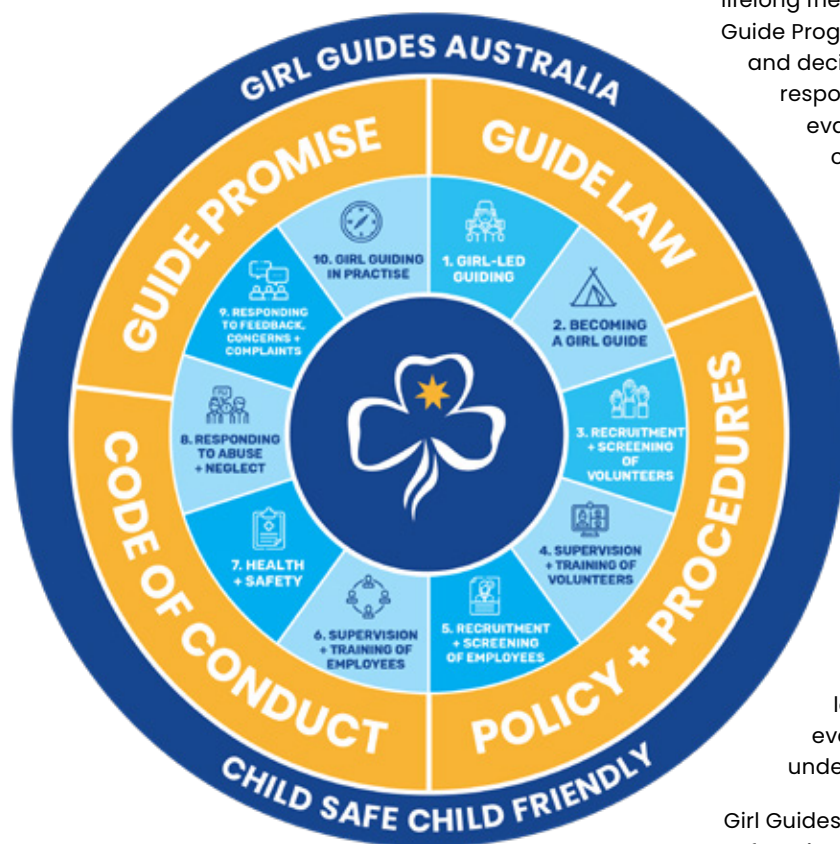 GIRL GUIDES AUSTRALIA
GUIDE PROMISE
GUIDE LAW
POLICY + PROCEDURES
CODE OF CONDUCT
CHILD SAFE CHILD FRIENDLY
1. GIRL-LED
GUIDING
2. BECOMING
A GIRL GUIDE
3. RECRUITMENT
+ SCREENING
OF
VOLUNTEERS
4. SUPERVISION
+ TRAINING OF
VOLUNTEERS
5. RECRUITMENT
+ SCREENING
OF EMPLOYEES
6. SUPERVISION
+ TRAINING OF
EMPLOYEES
7. HEALTH
+ SAFETY
8. RESPONDING
TO ABUSE
+ NEGLECT
9. RESPONDING
TO FEEDBACK,
CONCERNS +
COMPLAINTS
10. GIRL GUIDING
IN PRACTISE
lifelong me
Guide Prog
and deci
respo
eva
under
Girl Guides